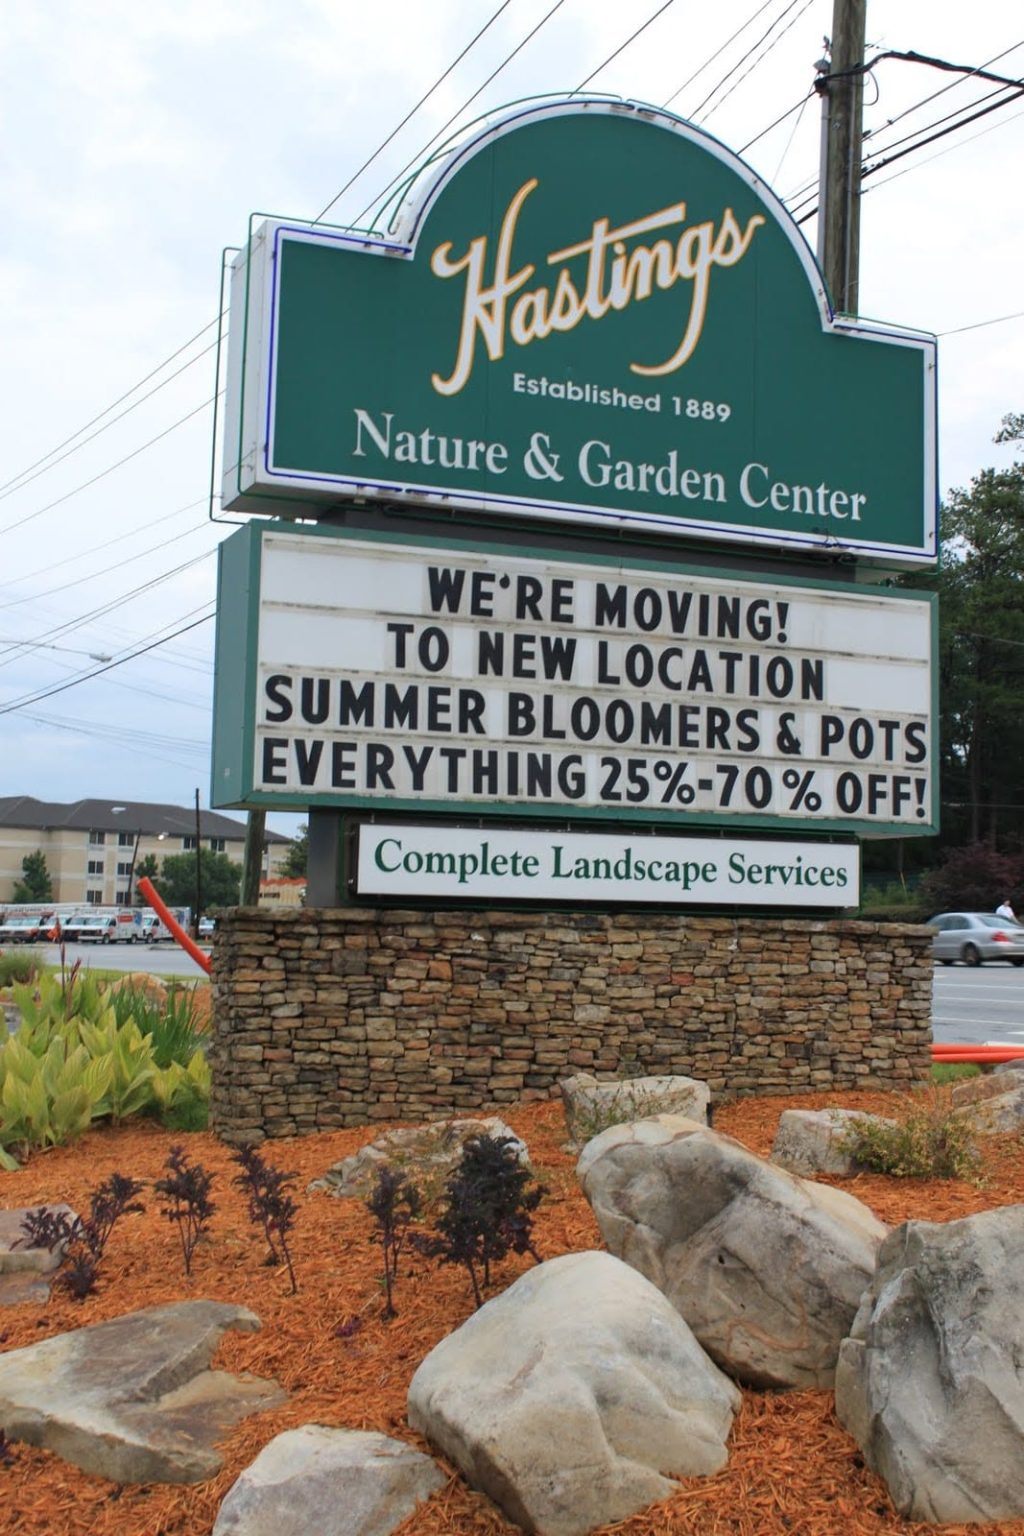 Hastings
Established 1889
Nature & Garden Center
WE'RE MOVING!
TO NEW LOCATION
SUMMER BLOOMERS & POTS
EVERYTHING 25%-70% OFF!
Complete Landscape Services